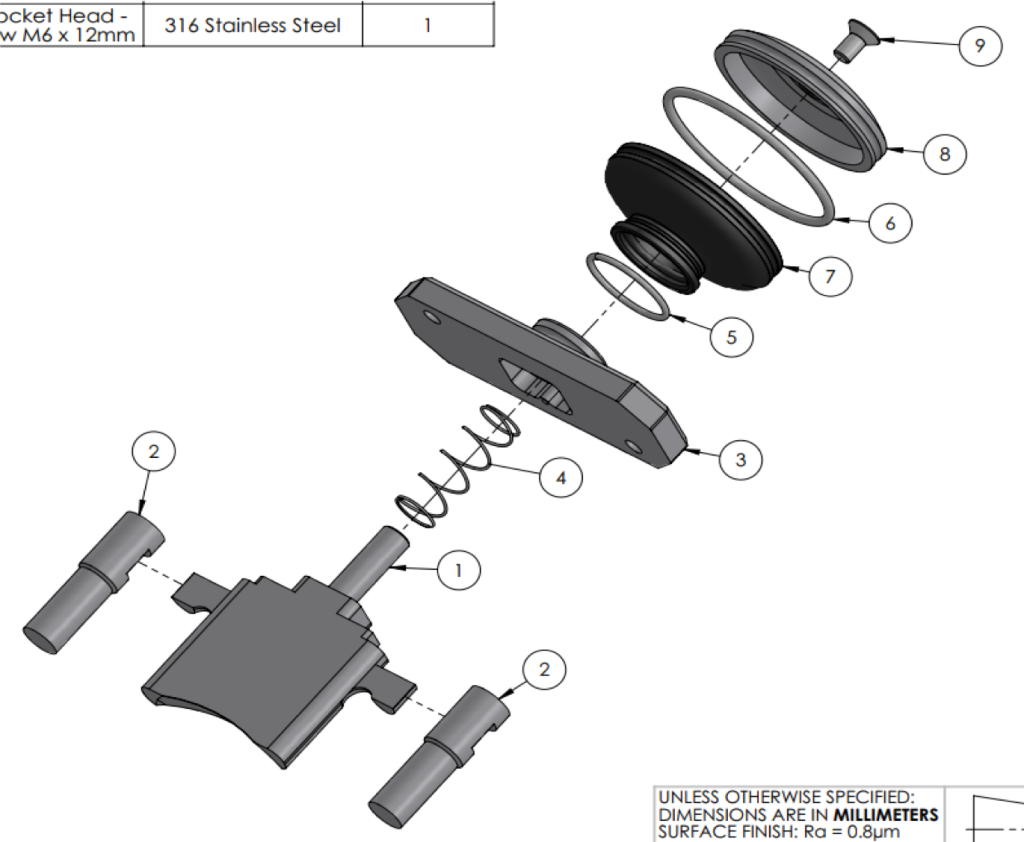 ocket Head -
w M6 x 12mm
316 Stainless Steel
1
9
8
6
7
5
3
4
2
1
2
UNLESS OTHERWISE SPECIFIED:
DIMENSIONS ARE IN MILLIMETERS
SURFACE FINISH: Ra = 0.8µm